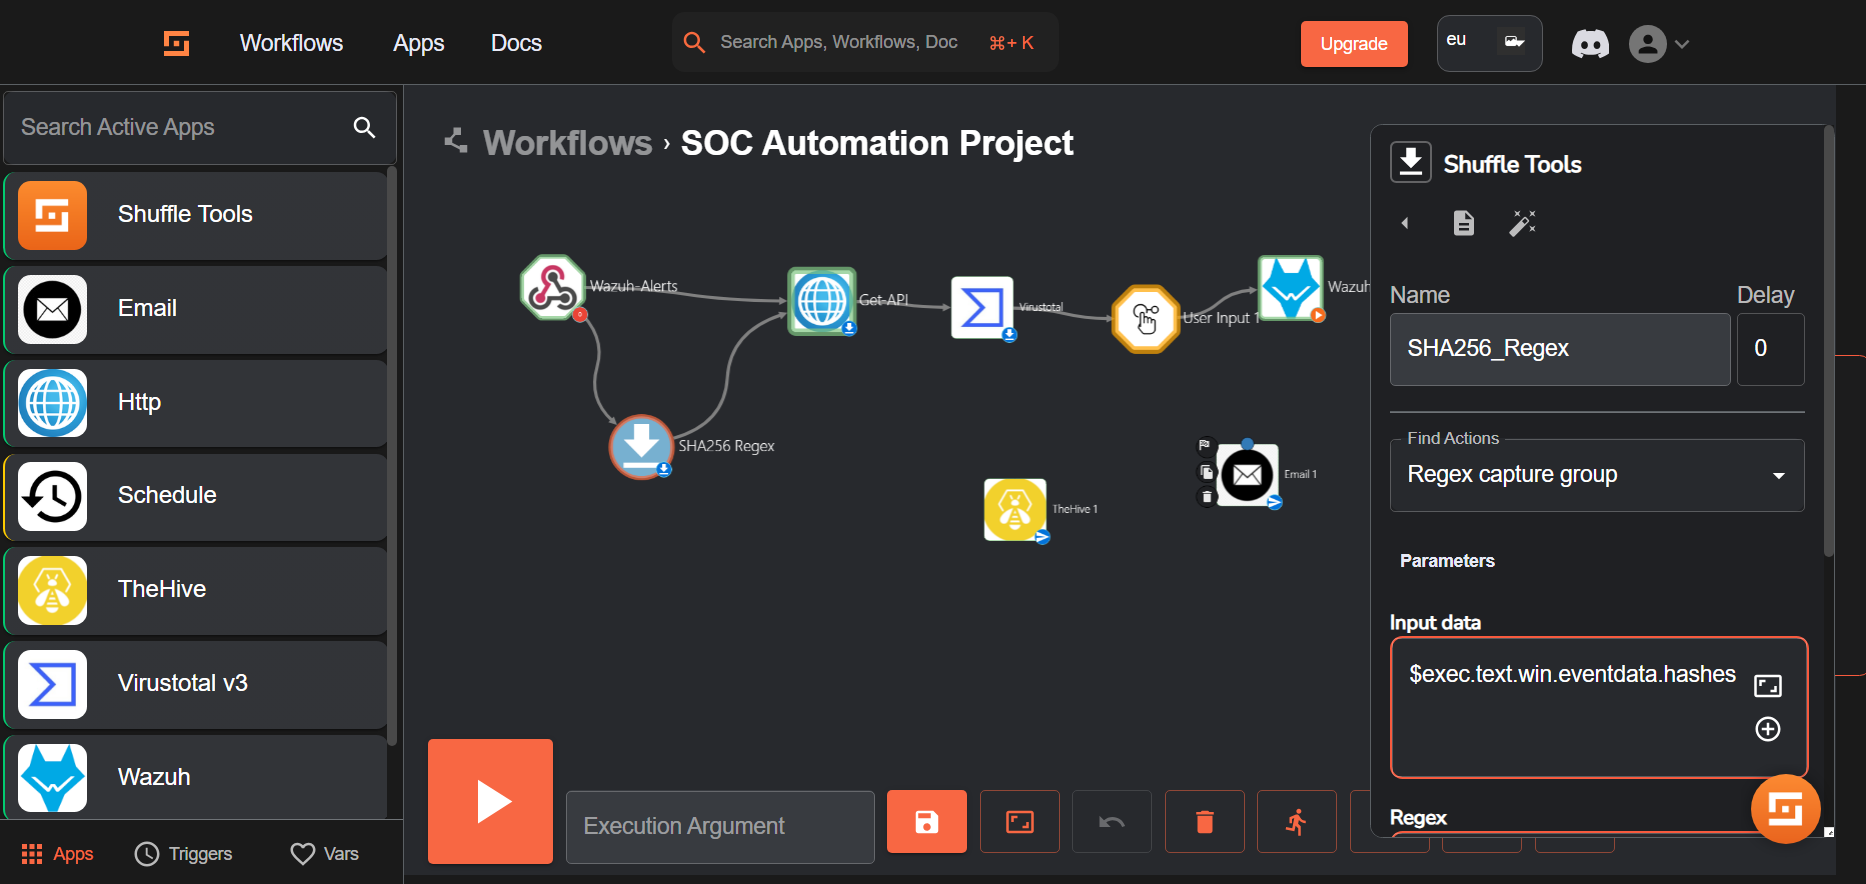 Workflows
Apps
Docs
Search Apps, Workflows, Doc
⌘+ K
Upgrade
eu
Search Active Apps
Shuffle Tools
Email
Http
Schedule
TheHive
Virustotal v3
Wazuh
Apps
Triggers
Vars
Workflows › SOC Automation Project
Wazuh-Alerts
Get-API
Virustotal
User Input 1
Wazuh
SHA256 Regex
TheHive 1
Email 1
Execution Argument
Shuffle Tools
Name
Delay
SHA256_Regex
0
Find Actions
Regex capture group
Parameters
Input data
$exec.text.win.eventdata.hashes
Regex